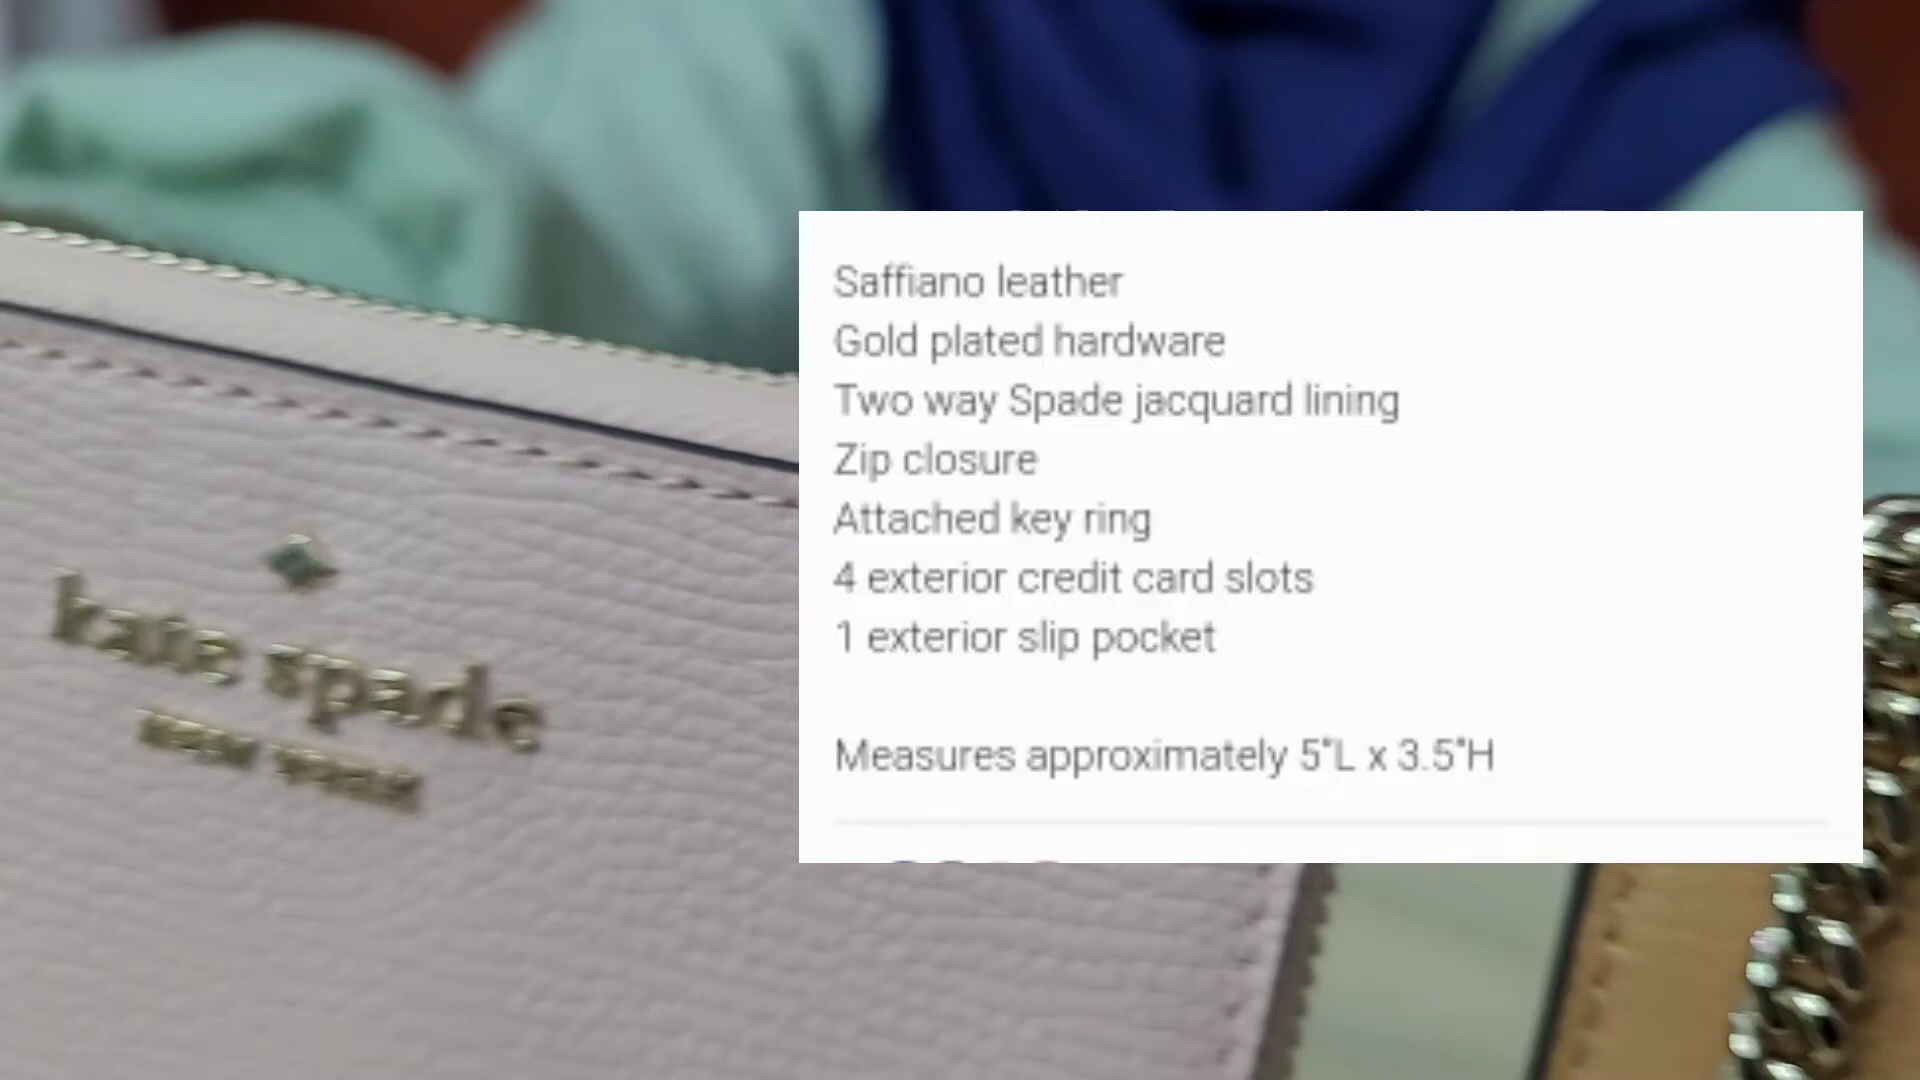 kate spade
NEW YORK
Saffiano leather
Gold plated hardware
Two way Spade jacquard lining
Zip closure
Attached key ring
4 exterior credit card slots
1 exterior slip pocket
Measures approximately 5"L x 3.5"H